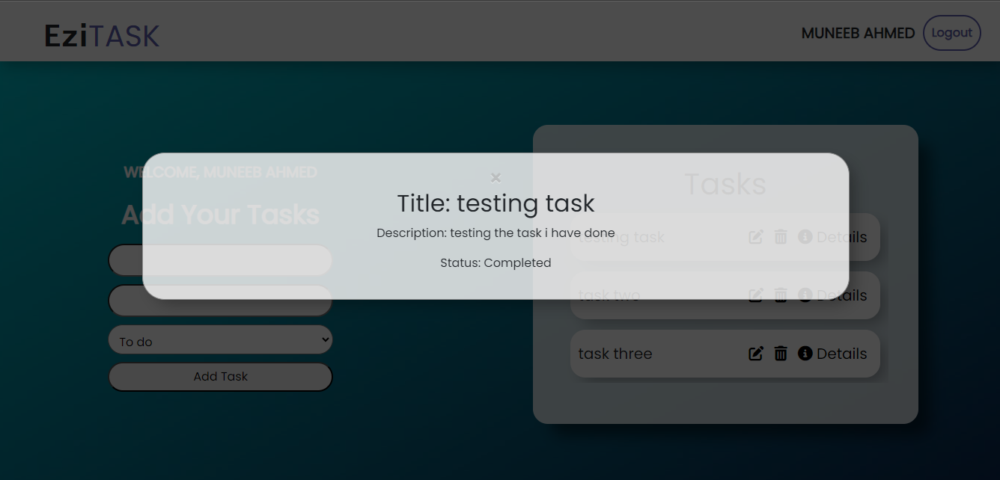 EziTASK
MUNEEB AHMED
Logout
WELCOME, MUNEEB AHMED
Add Your Tasks
To do
Add Task
×
Title: testing task
Description: testing the task i have done
Status: Completed
Tasks
testing task Details
task two Details
task three Details